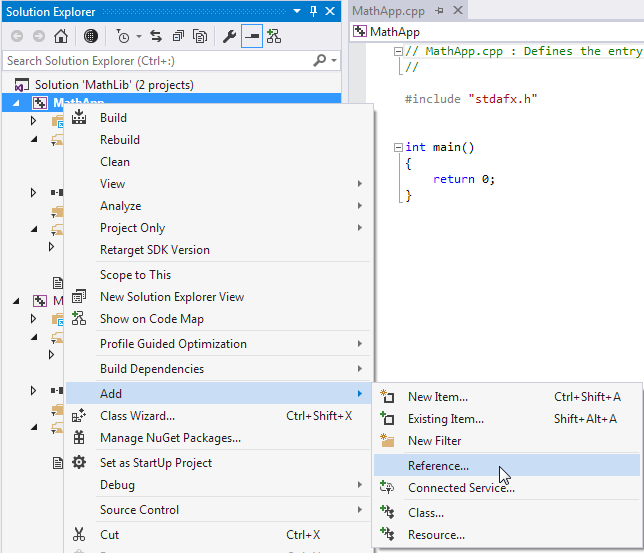 Solution Explorer
Search Solution Explorer (Ctrl+:)
Solution 'MathLib' (2 projects)
MathApp
M
Build
Rebuild
Clean
View
Analyze
Project Only
Retarget SDK Version
Scope to This
New Solution Explorer View
Show on Code Map
Profile Guided Optimization
Build Dependencies
Add
Class Wizard... Ctrl+Shift+X
Manage NuGet Packages...
Set as StartUp Project
Debug
Source Control
Cut Ctrl+X
New Item... Ctrl+Shift+A
Existing Item... Shift+Alt+A
New Filter
Reference...
Connected Service...
Class...
Resource...
MathApp.cpp
MathApp
// MathApp.cpp : Defines the entry
//
#include "stdafx.h"
int main()
{
return 0;
}